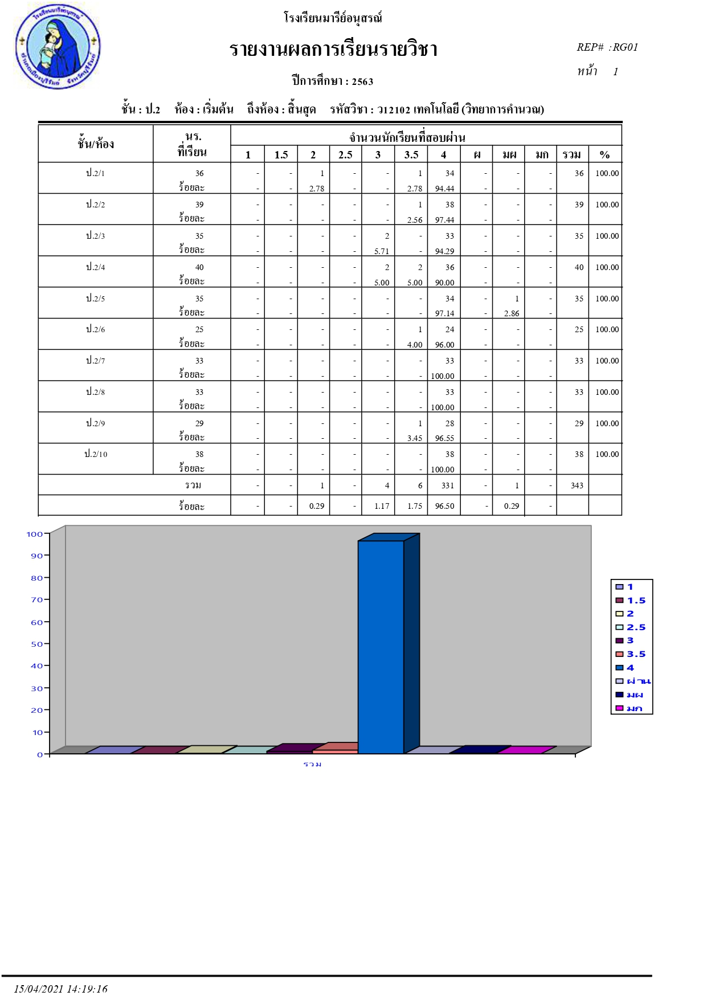 โรงเรียนมารีย์อนุสรณ์
อำเภอเมืองบุรีรัมย์ จังหวัดบุรีรัมย์
โรงเรียนมารีย์อนุสรณ์
รายงานผลการเรียนรายวิชา
REP# :RG01
หน้า 1
ปีการศึกษา : 2563
ชั้น : ป.2 ห้อง : เริ่มต้น ถึงห้อง : สิ้นสุด รหัสวิชา : ว12102 เทคโนโลยี (วิทยาการคำนวณ)
ชั้น/ห้อง นร. ที่เรียน จำนวนนักเรียนที่สอบผ่าน
1 1.5 2 2.5 3 3.5 4 ผ มผ มก รวม %
ป.2/1 36 - - 1 - - 1 34 - - - 36 100.00
ร้อยละ - - 2.78 - - 2.78 94.44 - - -
ป.2/2 39 - - - - - 1 38 - - - 39 100.00
ร้อยละ - - - - - 2.56 97.44 - - -
ป.2/3 35 - - - - 2 - 33 - - - 35 100.00
ร้อยละ - - - - 5.71 - 94.29 - - -
ป.2/4 40 - - - - 2 2 36 - - - 40 100.00
ร้อยละ - - - - 5.00 5.00 90.00 - - -
ป.2/5 35 - - - - - - 34 - 1 - 35 100.00
ร้อยละ - - - - - - 97.14 - 2.86 -
ป.2/6 25 - - - - - 1 24 - - - 25 100.00
ร้อยละ - - - - - 4.00 96.00 - - -
ป.2/7 33 - - - - - - 33 - - - 33 100.00
ร้อยละ - - - - - - 100.00 - - -
ป.2/8 33 - - - - - - 33 - - - 33 100.00
ร้อยละ - - - - - - 100.00 - - -
ป.2/9 29 - - - - - 1 28 - - - 29 100.00
ร้อยละ - - - - - 3.45 96.55 - - -
ป.2/10 38 - - - - - - 38 - - - 38 100.00
ร้อยละ - - - - - - 100.00 - - -
รวม - - 1 - 4 6 331 - 1 - 343
ร้อยละ - - 0.29 - 1.17 1.75 96.50 - 0.29 -
100
90
80
70
60
50
40
30
20
10
0
รวม
1
1.5
2
2.5
3
3.5
4
ผ่าน
มผ
มก
15/04/2021 14:19:16